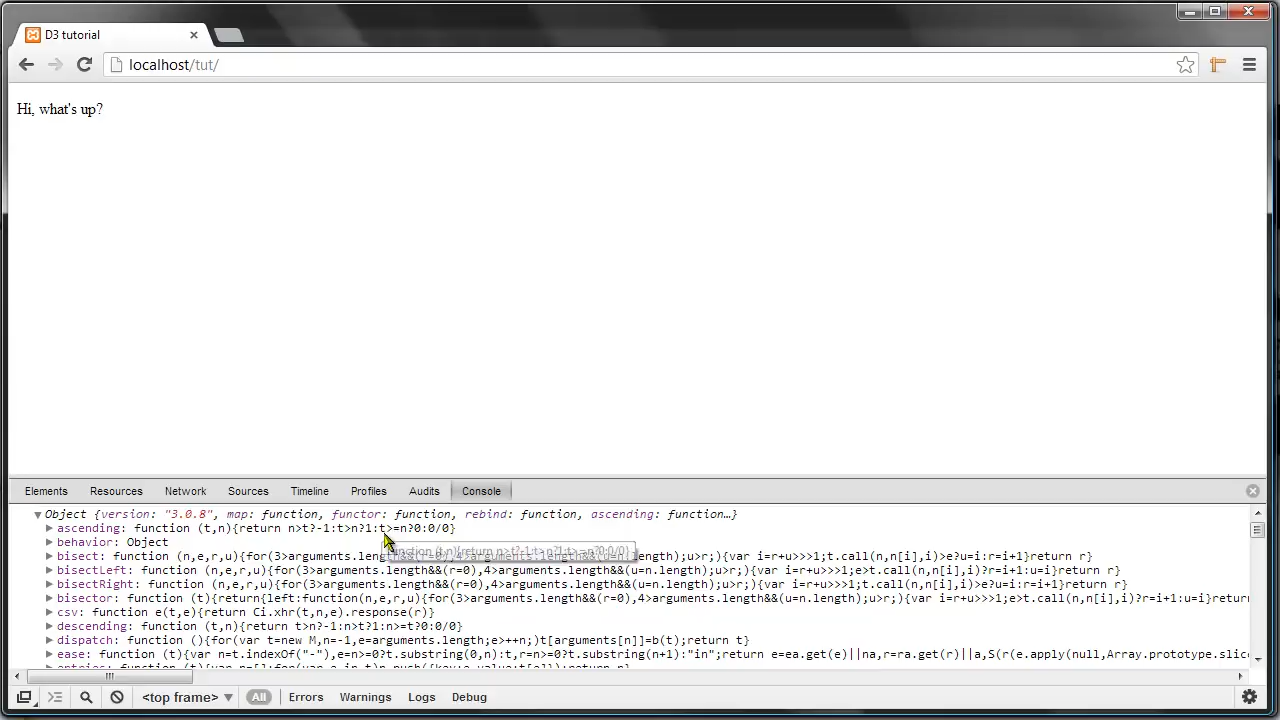 D3 tutorial
localhost/tut/
Hi, what's up?
Elements Resources Network Sources Timeline Profiles Audits Console
Object {version: "3.0.8", map: function, functor: function, rebind: function, ascending: function…}
ascending: function (t,n){return n>t?-1:t>n?1:t>=n?0:0/0}
behavior: Object
bisect: function (n,e,r,u){for(3>arguments.length&&(r=0),4>arguments.length&&(u=n.length);u>r;){var i=r+u>>>1;t.call(n,n[i],i)>e?u=i:r=i+1}return r}
function (t,n){return n>t?-1:t>n?1:t>=n?0:0/0}
bisectLeft: function (n,e,r,u){for(3>arguments.length&&(r=0),4>arguments.length&&(u=n.length);u>r;){var i=r+u>>>1;e>t.call(n,n[i],i)?r=i+1:u=i}return r}
bisectRight: function (n,e,r,u){for(3>arguments.length&&(r=0),4>arguments.length&&(u=n.length);u>r;){var i=r+u>>>1;t.call(n,n[i],i)>e?u=i:r=i+1}return r}
bisector: function (t){return{left:function(n,e,r,u){for(3>arguments.length&&(r=0),4>arguments.length&&(u=n.length);u>r;){var i=r+u>>>1;e>t.call(n,n[i],i)?r=i+1:u=i}retur
csv: function e(t,e){return Ci.xhr(t,n,e).response(r)}
descending: function (t,n){return t>n?-1:n>t?1:n>=t?0:0/0}
dispatch: function (){for(var t=new M,n=-1,e=arguments.length;e>++n;)t[arguments[n]]=b(t);return t}
ease: function (t){var n=t.indexOf("-"),e=n>=0?t.substring(0,n):t,r=n>=0?t.substring(n+1):"in";return e=ea.get(e)||na,r=ra.get(r)||a,S(r(e.apply(null,Array.prototype.slic
<top frame> All Errors Warnings Logs Debug